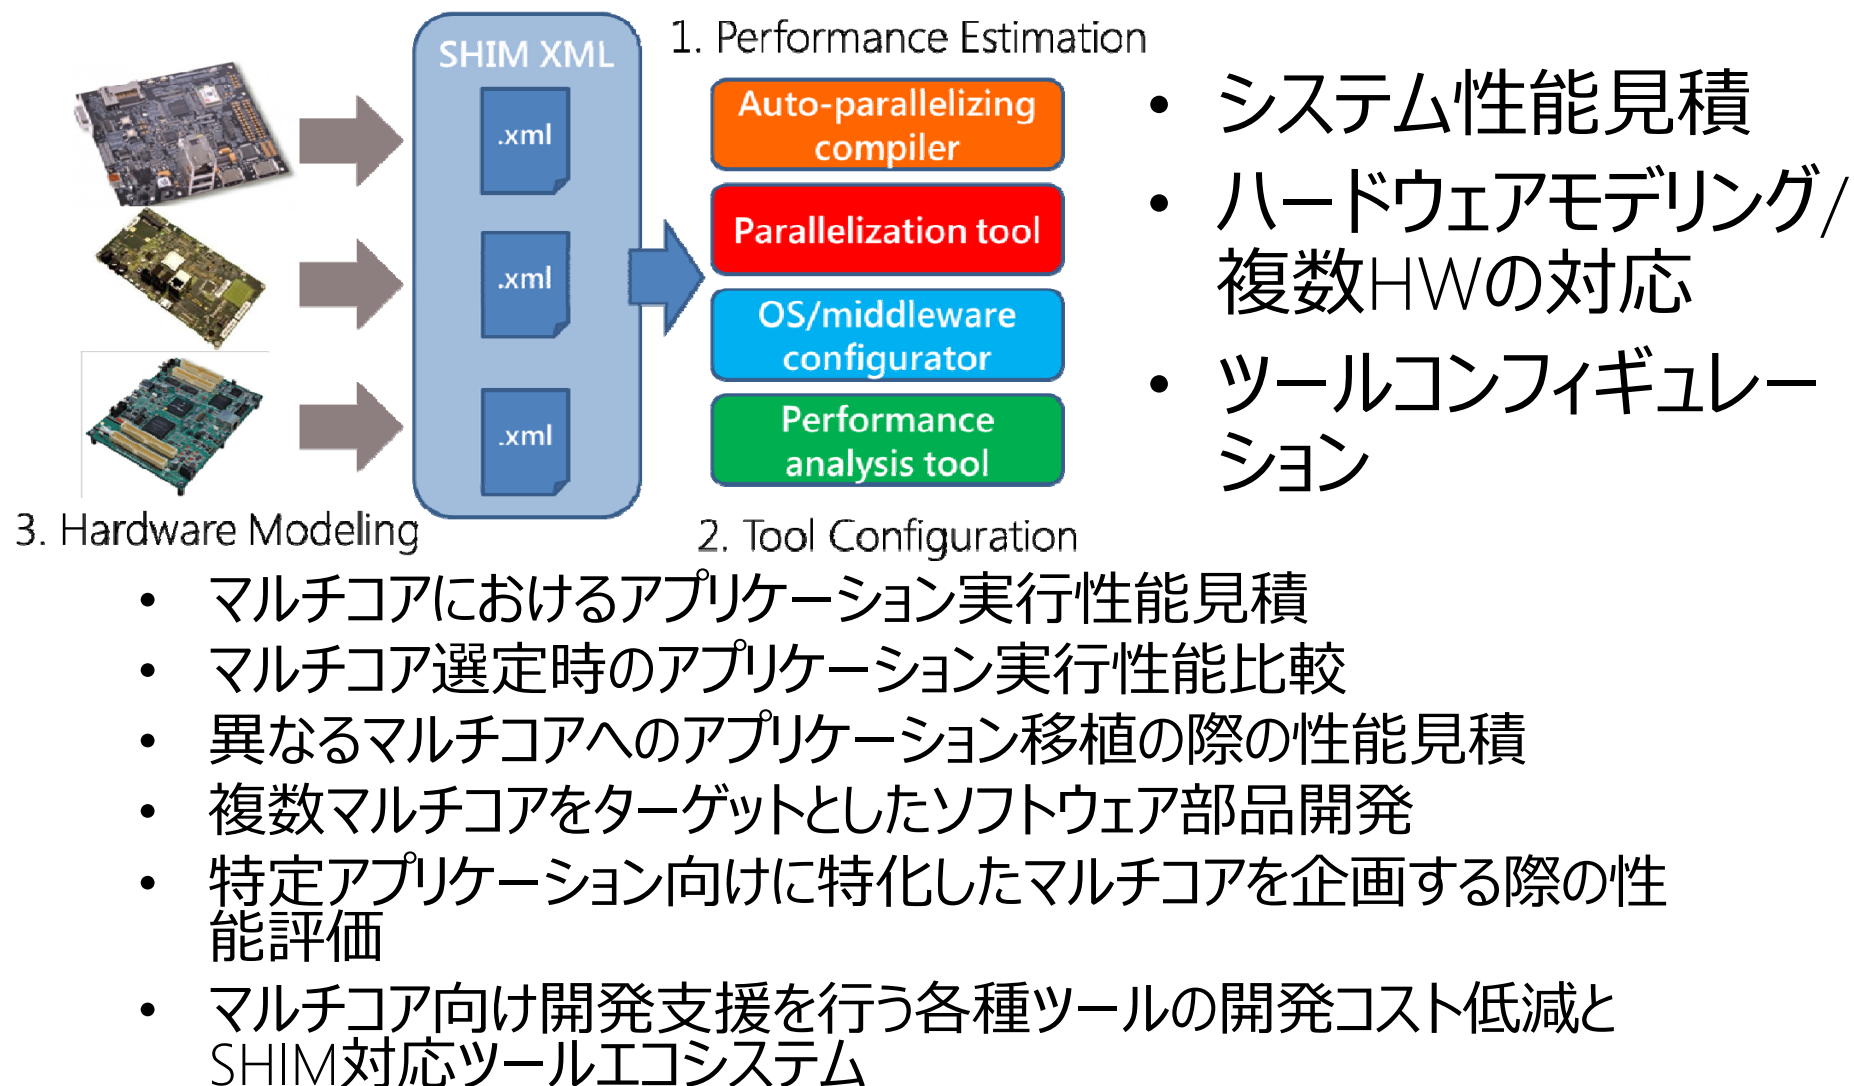 SHIM XML
.xml
.xml
.xml
1. Performance Estimation
Auto-parallelizing
compiler
Parallelization tool
OS/middleware
configurator
Performance
analysis tool
3. Hardware Modeling
2. Tool Configuration
• システム性能見積
• ハードウェアモデリング/
複数HWの対応
• ツールコンフィギュレー
ション
• マルチコアにおけるアプリケーション実行性能見積
• マルチコア選定時のアプリケーション実行性能比較
• 異なるマルチコアへのアプリケーション移植の際の性能見積
• 複数マルチコアをターゲットとしたソフトウェア部品開発
• 特定アプリケーション向けに特化したマルチコアを企画する際の性
能評価
• マルチコア向け開発支援を行う各種ツールの開発コスト低減と
SHIM対応ツールエコシステム